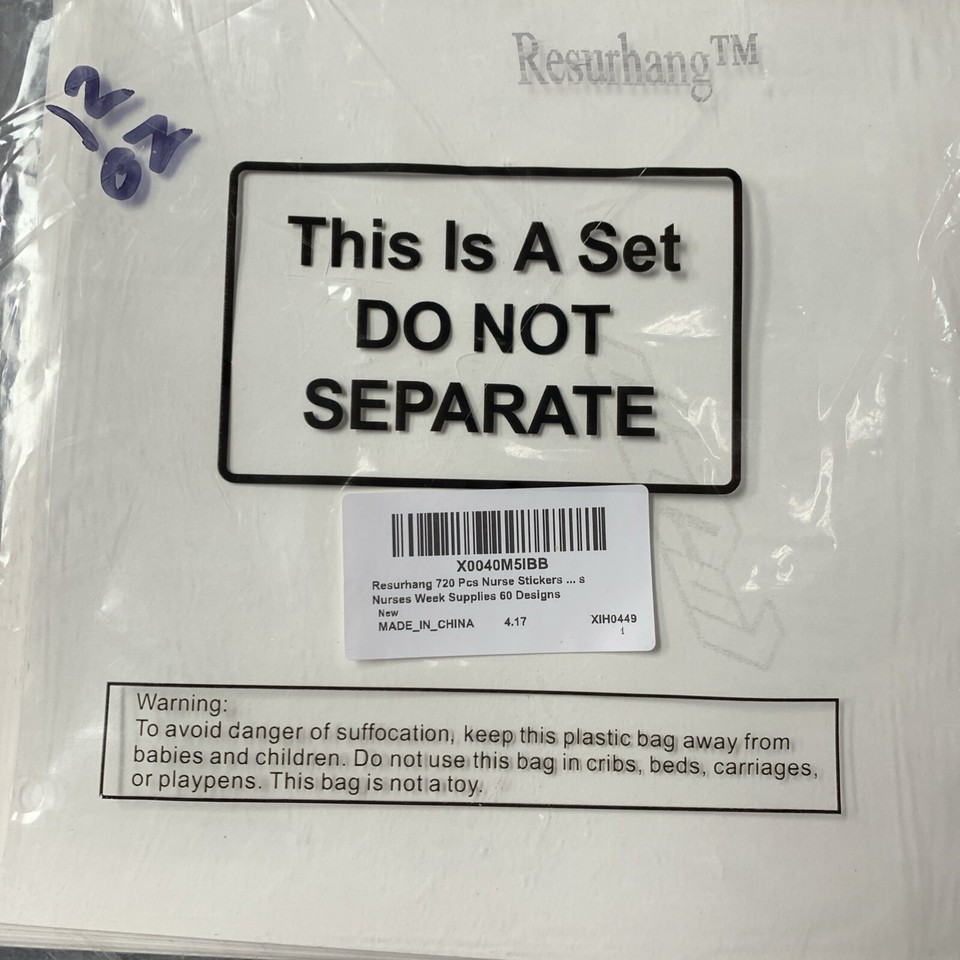 Resurhang™
12
oz
This Is A Set
DO NOT
SEPARATE
X0040M5IBB
Resurhang 720 Pcs Nurse Stickers ... s
Nurses Week Supplies 60 Designs
New
MADE_IN_CHINA 4.17 XIH0449
1
Warning:
To avoid danger of suffocation, keep this plastic bag away from
babies and children. Do not use this bag in cribs, beds, carriages,
or playpens. This bag is not a toy.